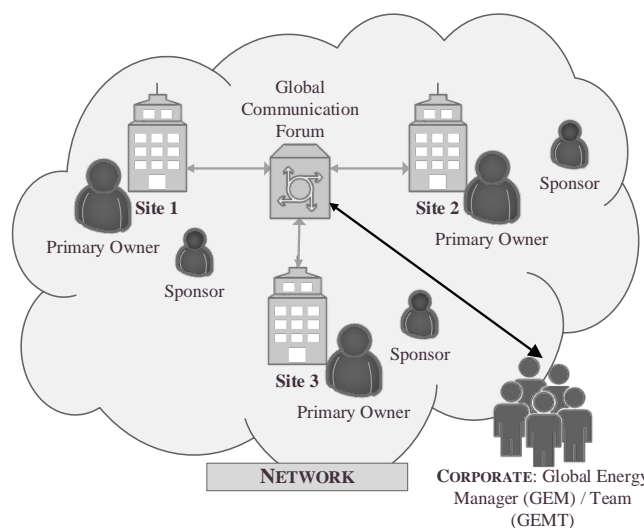 Global
Communication
Forum
Site 1
Primary Owner
Sponsor
Site 2
Primary Owner
Sponsor
Site 3
Primary Owner
Sponsor
NETWORK
CORPORATE: Global Energy
Manager (GEM) / Team
(GEMT)